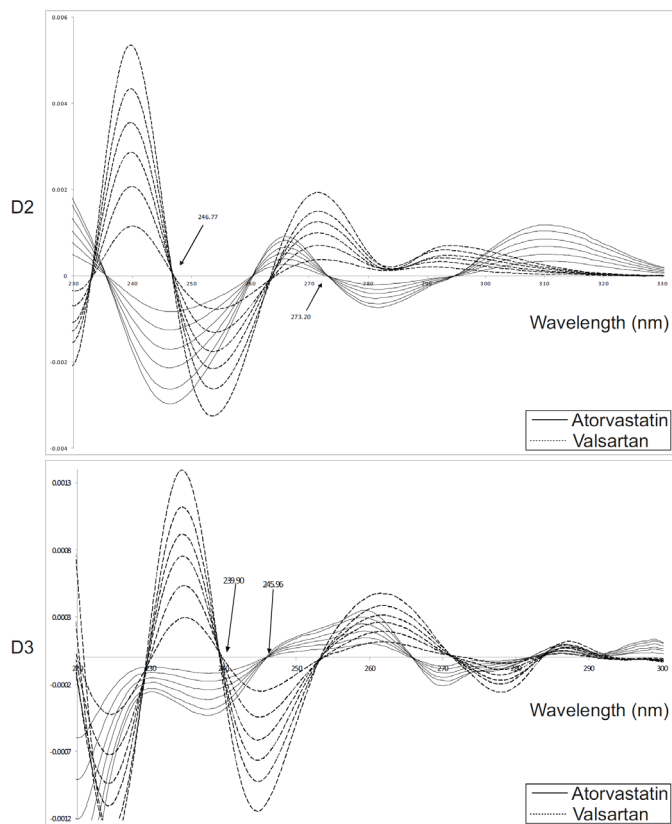 0.006
0.004
0.002
D2
246.77
0
230 240 250 260 270 280 290 300 310 320 330
273.20
Wavelength (nm)
-0.002
Atorvastatin
Valsartan
-0.004
0.0013
0.0008
239.90 245.96
0.0003
D3
230 250 260 270 280 290 300
-0.0002
Wavelength (nm)
-0.0007
Atorvastatin
Valsartan
-0.0012